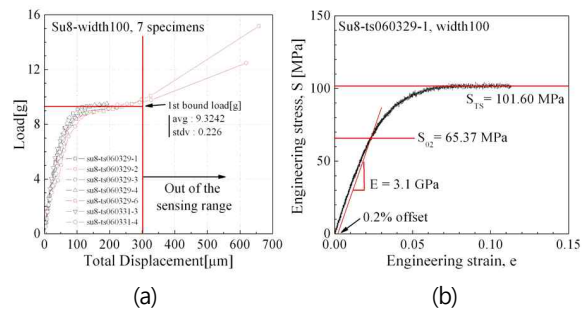 Su8-width100, 7 specimens
16
12
8
4
0
Load[g]
1st bound load[g]
avg : 9.3242
stdv : 0.226
su8-ts060329-1
su8-ts060329-2
su8-ts060329-3
su8-ts060329-4
su8-ts060329-6
su8-ts060331-3
su8-ts060331-4
Out of the
sensing range
0 100 200 300 400 500 600 700
Total Displacement[μm]
(a)
Su8-ts060329-1, width100
150
100
50
0
Engineering stress, S [MPa]
S_TS = 101.60 MPa
S_02 = 65.37 MPa
E = 3.1 GPa
0.2% offset
0.00 0.05 0.10 0.15
Engineering strain, e
(b)